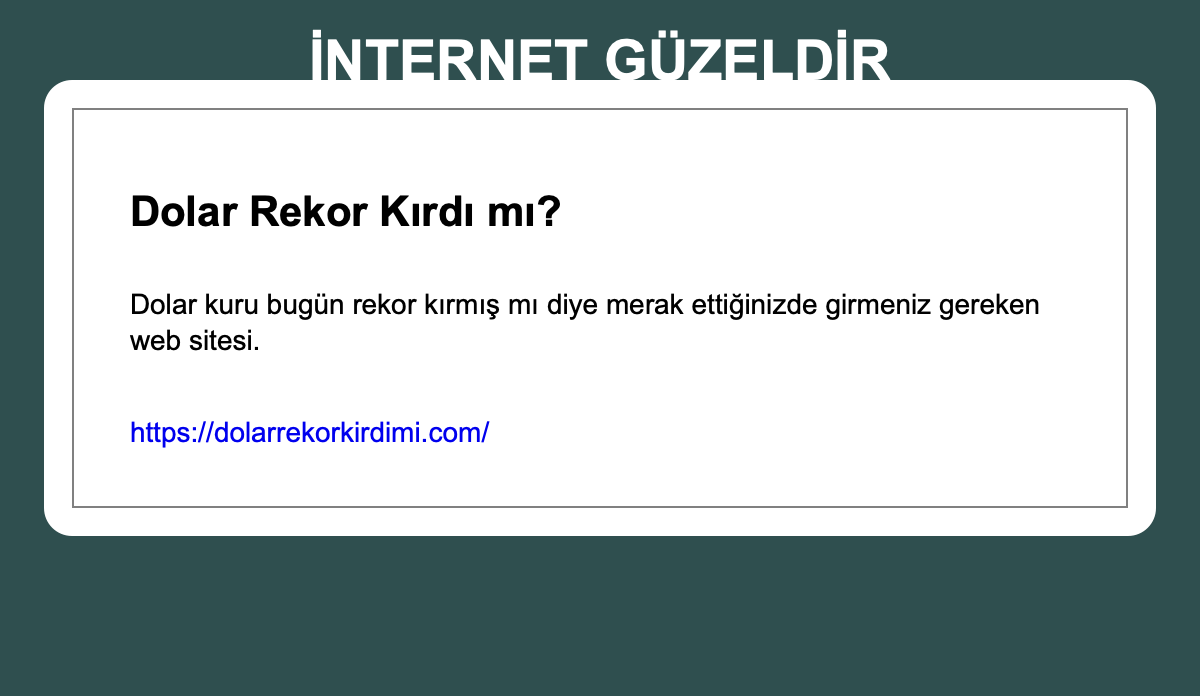 İNTERNET GÜZELDİR
Dolar Rekor Kırdı mı?
Dolar kuru bugün rekor kırmış mı diye merak ettiğinizde girmeniz gereken
web sitesi.
https://dolarrekorkirdimi.com/